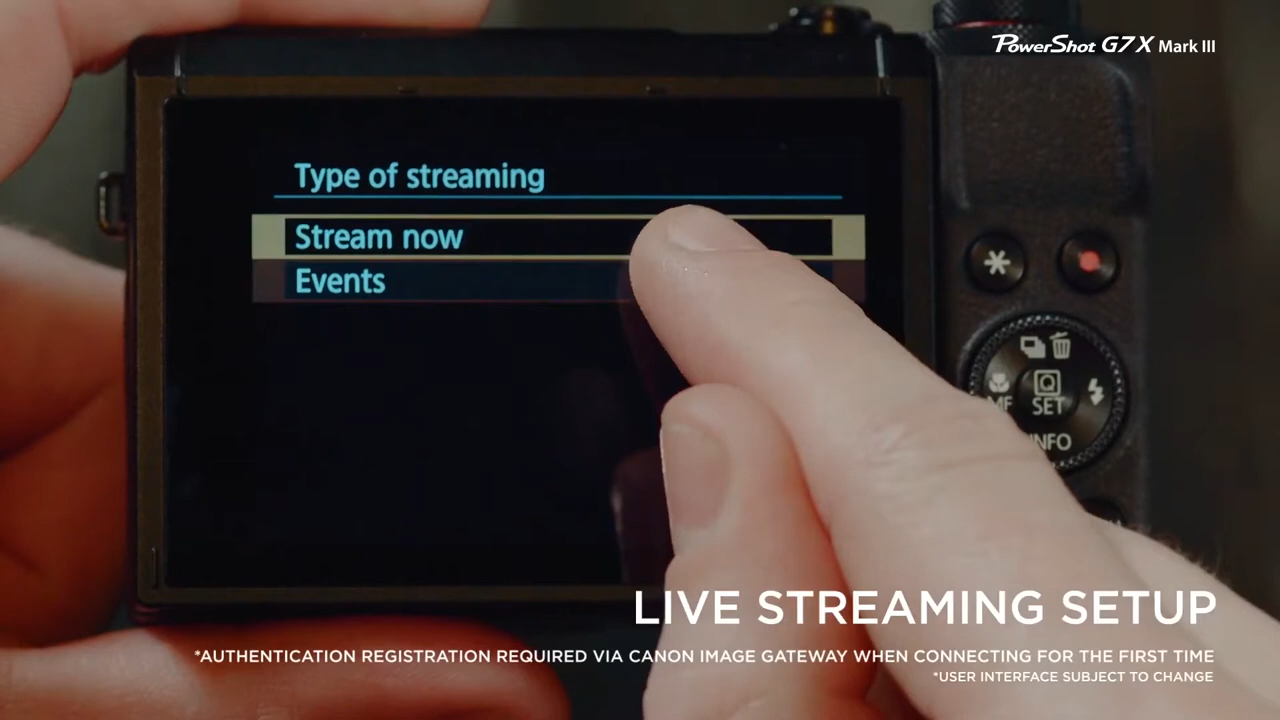 PowerShot G7X Mark III
Type of streaming
Stream now
Events
Q
MF SET
INFO
LIVE STREAMING SETUP
*AUTHENTICATION REGISTRATION REQUIRED VIA CANON IMAGE GATEWAY WHEN CONNECTING FOR THE FIRST TIME
*USER INTERFACE SUBJECT TO CHANGE